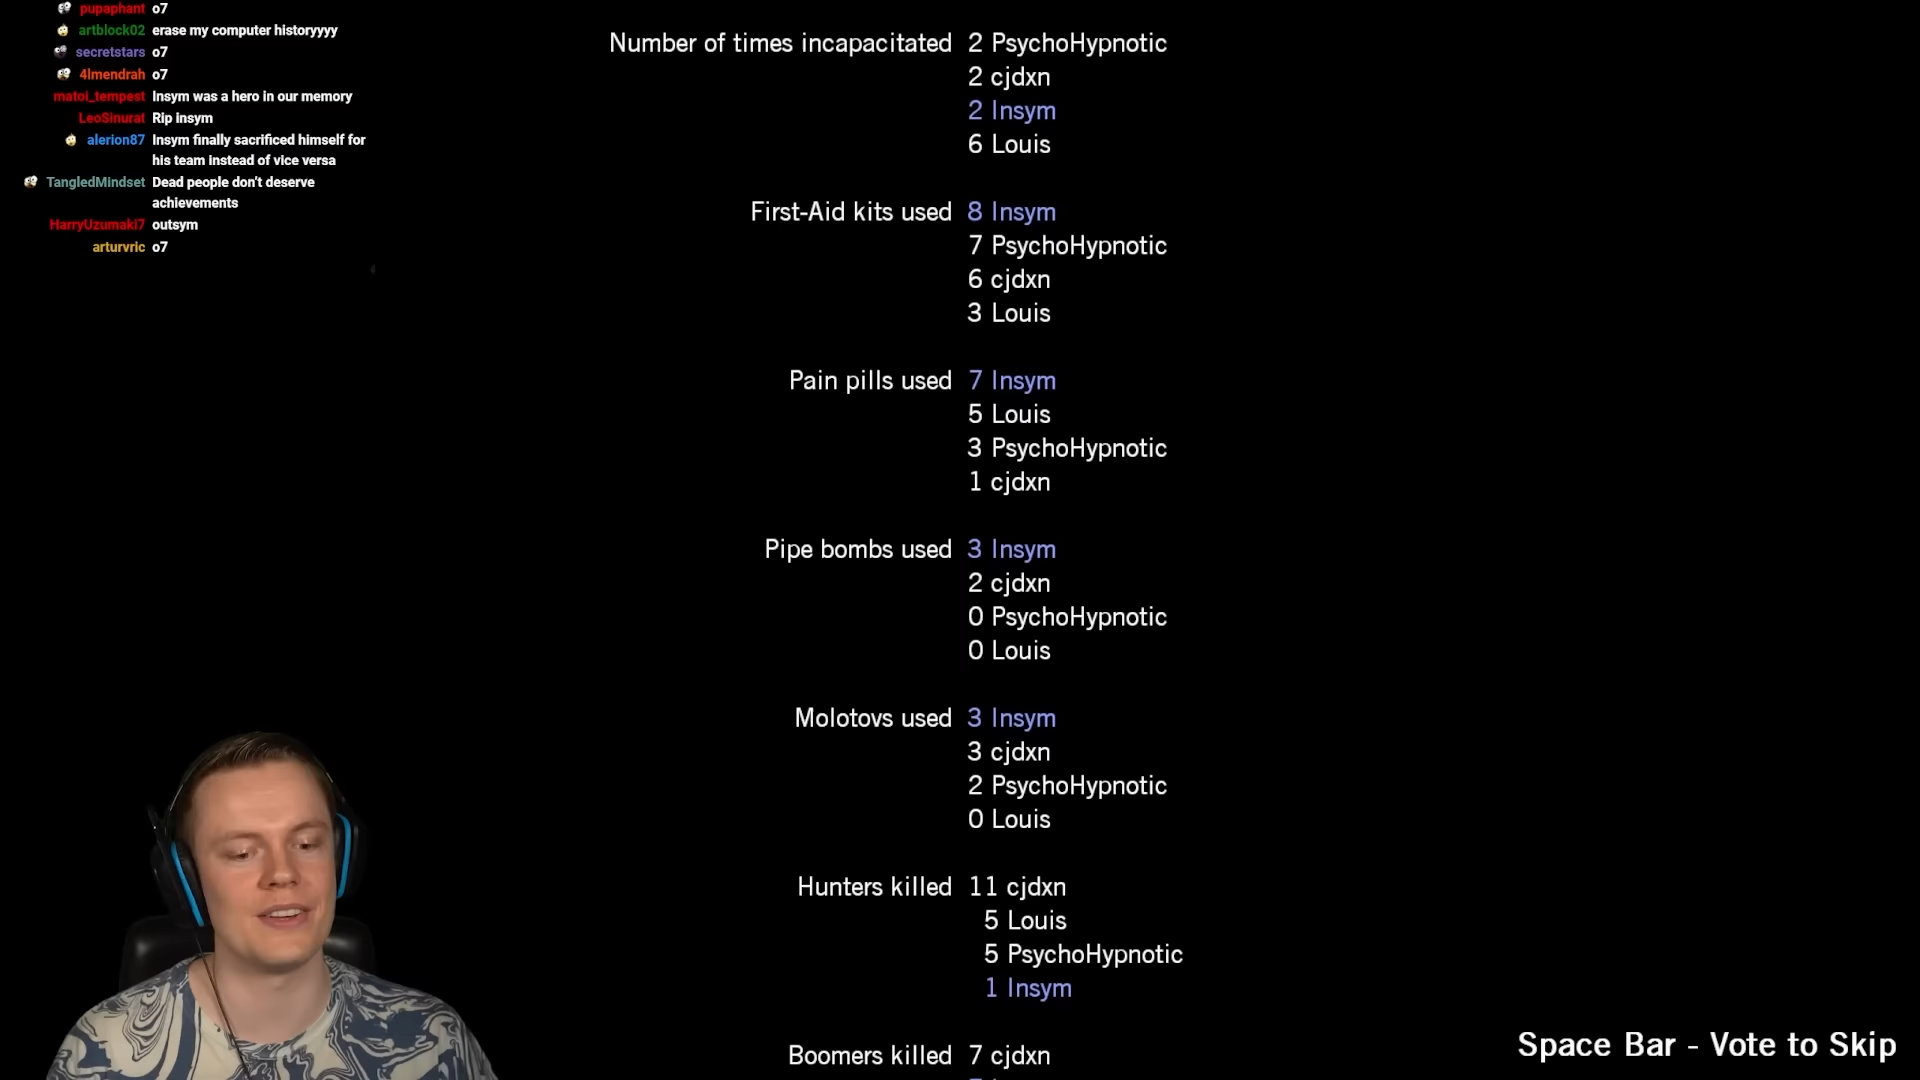 pupaphant o7
artblock02 erase my computer historyyyy
secretstars o7
4lmendrah o7
matoi_tempest Insym was a hero in our memory
LeoSinurat Rip insym
alerion87 Insym finally sacrificed himself for
his team instead of vice versa
TangledMindset Dead people don't deserve
achievements
HarryUzumaki7 outsym
arturvric o7
Number of times incapacitated 2 PsychoHypnotic
2 cjdxn
2 Insym
6 Louis
First-Aid kits used 8 Insym
7 PsychoHypnotic
6 cjdxn
3 Louis
Pain pills used 7 Insym
5 Louis
3 PsychoHypnotic
1 cjdxn
Pipe bombs used 3 Insym
2 cjdxn
0 PsychoHypnotic
0 Louis
Molotovs used 3 Insym
3 cjdxn
2 PsychoHypnotic
0 Louis
Hunters killed 11 cjdxn
5 Louis
5 PsychoHypnotic
1 Insym
Boomers killed 7 cjdxn
Space Bar - Vote to Skip